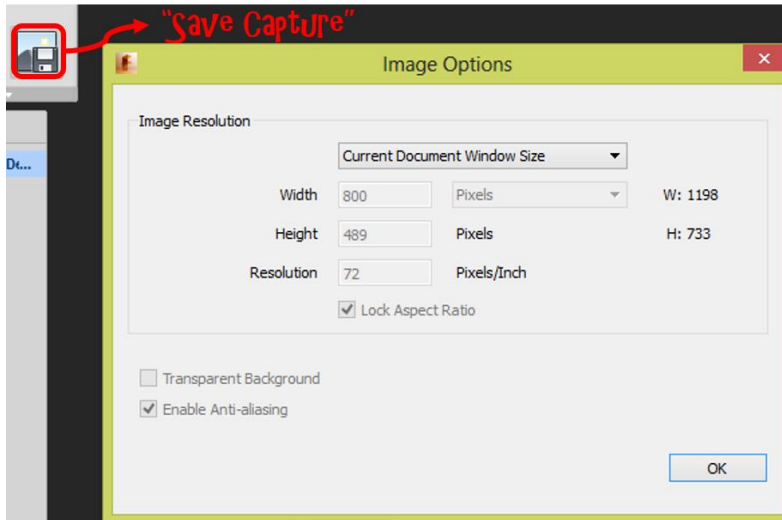 "Save Capture"
Image Options
Image Resolution
De...
Current Document Window Size
Width 800 Pixels W: 1198
Height 489 Pixels H: 733
Resolution 72 Pixels/Inch
Lock Aspect Ratio
Transparent Background
Enable Anti-aliasing
OK